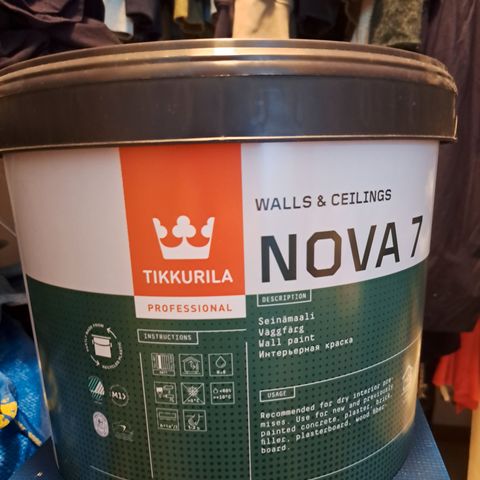 WALLS & CEILINGS
NOVA 7
TIKKURILA
PROFESSIONAL
DESCRIPTION
Seinämaali
Väggfärg
Wall paint
Интерьерная краска
INSTRUCTIONS
M1
USAGE
Recommended for dry interior pre-
mises. Use for new and previously
painted concrete, plaster, brick,
filler, plasterboard, wood fiber-
board.